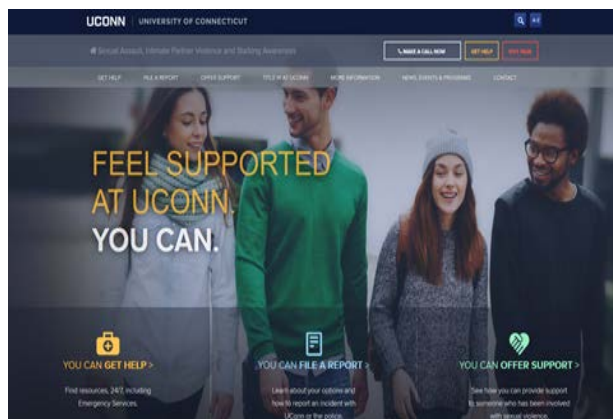 UCONN UNIVERSITY OF CONNECTICUT
A-Z
Sexual Assault, Intimate Partner Violence and Stalking Awareness
MAKE A CALL NOW GET HELP EXIT PAGE
GET HELP FILE A REPORT OFFER SUPPORT TITLE IX AT UCONN MORE INFORMATION NEWS, EVENTS & PROGRAMS CONTACT
FEEL SUPPORTED
AT UCONN.
YOU CAN.
YOU CAN GET HELP > YOU CAN FILE A REPORT > YOU CAN OFFER SUPPORT >
Find resources, 24/7, including
Emergency Services.
Learn about your options and
how to report an incident with
UConn or the police.
See how you can provide support
to someone who has been involved
with sexual violence.